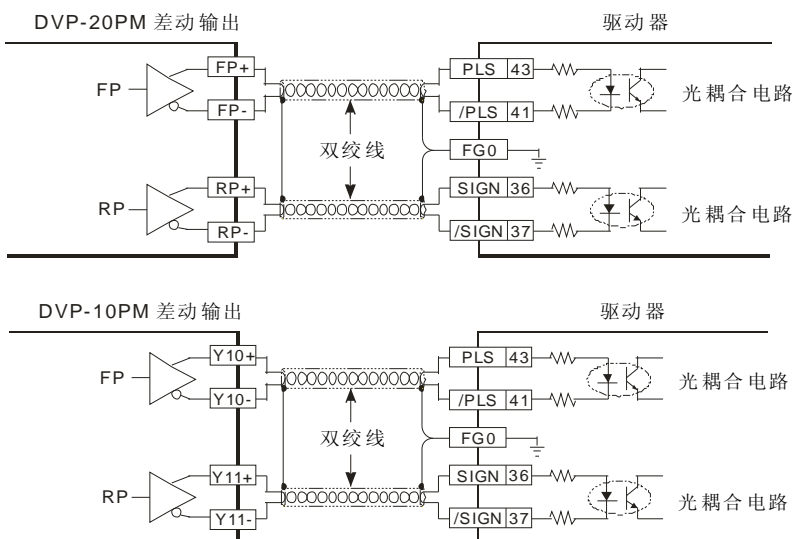 DVP-20PM 差动输出
驱动器
FP
FP+
FP-
PLS 43
/PLS 41
光耦合电路
双绞线
FG0
RP
RP+
RP-
SIGN 36
/SIGN 37
光耦合电路
DVP-10PM 差动输出
驱动器
FP
Y10+
Y10-
PLS 43
/PLS 41
光耦合电路
双绞线
FG0
RP
Y11+
Y11-
SIGN 36
/SIGN 37
光耦合电路